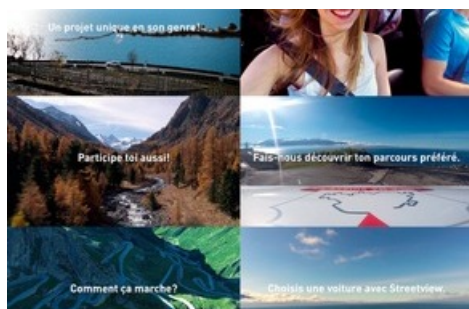 Un projet unique en son genre!
Participe toi aussi!
Fais-nous découvrir ton parcours préféré.
Comment ça marche?
Choisis une voiture avec Streetview.